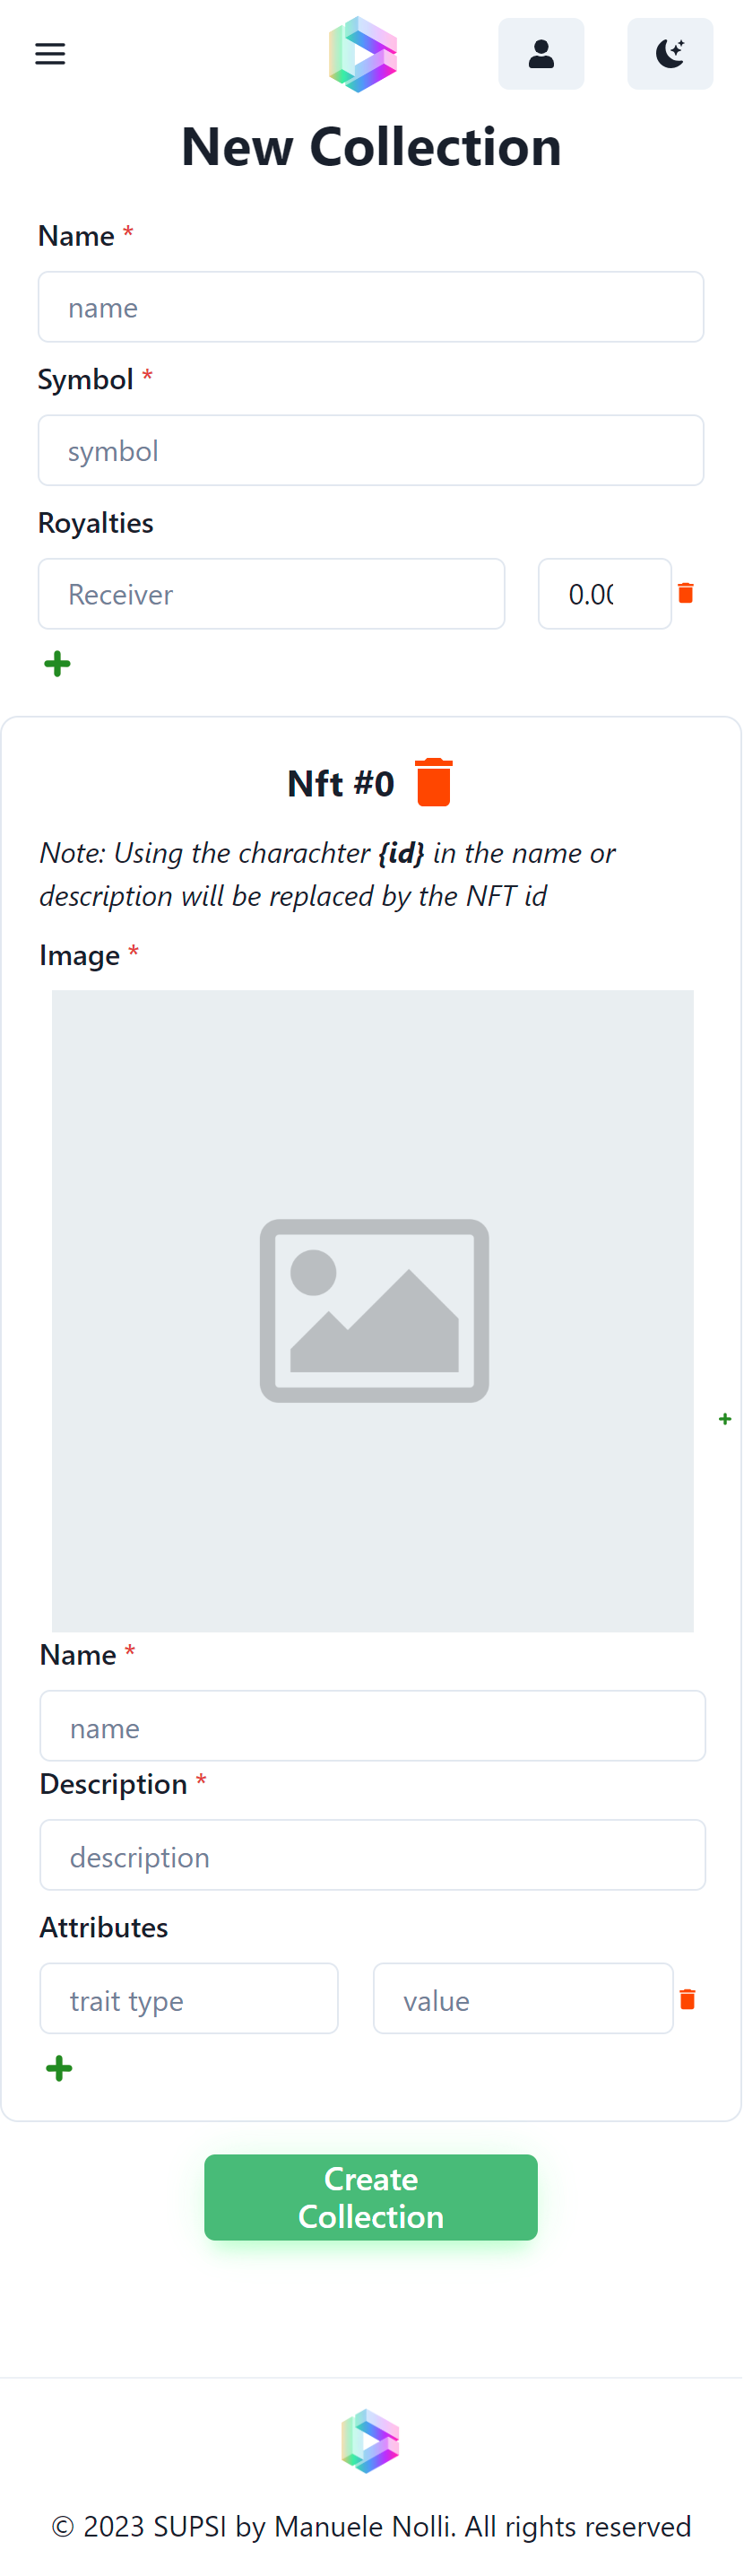 New Collection
Name *
name
Symbol *
symbol
Royalties
Receiver 0.00
Nft #0
Note: Using the charachter {id} in the name or
description will be replaced by the NFT id
Image *
Name *
name
Description *
description
Attributes
trait type value
Create
Collection
© 2023 SUPSI by Manuele Nolli. All rights reserved